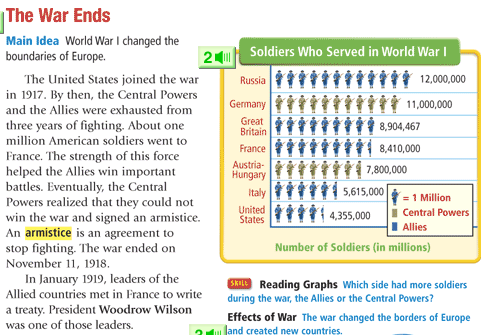 The War Ends
Main Idea World War I changed the
boundaries of Europe.
The United States joined the war
in 1917. By then, the Central Powers
and the Allies were exhausted from
three years of fighting. About one
million American soldiers went to
France. The strength of this force
helped the Allies win important
battles. Eventually, the Central
Powers realized that they could not
win the war and signed an armistice.
An armistice is an agreement to
stop fighting. The war ended on
November 11, 1918.
In January 1919, leaders of the
Allied countries met in France to write
a treaty. President Woodrow Wilson
was one of those leaders.
2
Soldiers Who Served in World War I
Russia 12,000,000
Germany 11,000,000
Great
Britain 8,904,467
France 8,410,000
Austria-
Hungary 7,800,000
Italy 5,615,000
United
States 4,355,000
= 1 Million
Central Powers
Allies
Number of Soldiers (in millions)
SKILL Reading Graphs Which side had more soldiers
during the war, the Allies or the Central Powers?
Effects of War The war changed the borders of Europe
and created new countries.